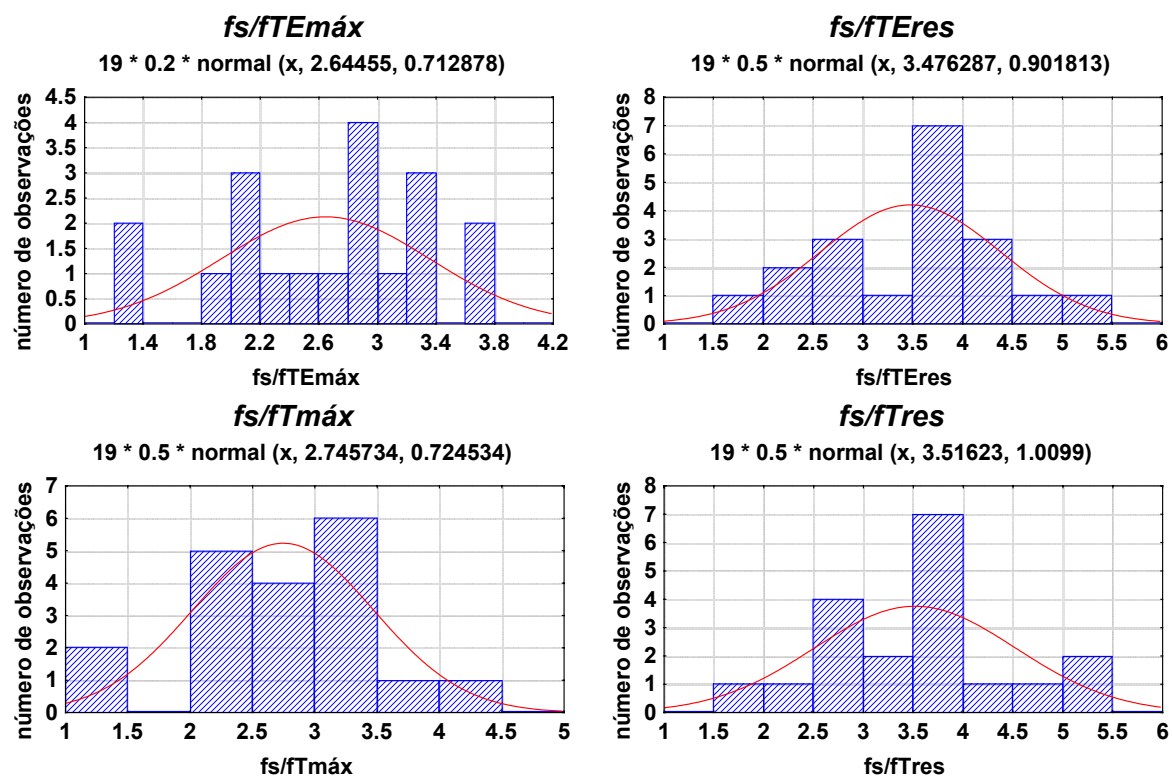 fs/fTEmáx
19 * 0.2 * normal (x, 2.64455, 0.712878)
número de observações
4.5
4
3.5
3
2.5
2
1.5
1
0.5
0
1 1.4 1.8 2.2 2.6 3 3.4 3.8 4.2
fs/fTEmáx
fs/fTEres
19 * 0.5 * normal (x, 3.476287, 0.901813)
número de observações
8
7
6
5
4
3
2
1
0
1 1.5 2 2.5 3 3.5 4 4.5 5 5.5 6
fs/fTEres
fs/fTmáx
19 * 0.5 * normal (x, 2.745734, 0.724534)
número de observações
7
6
5
4
3
2
1
0
1 1.5 2 2.5 3 3.5 4 4.5 5
fs/fTmáx
fs/fTres
19 * 0.5 * normal (x, 3.51623, 1.0099)
número de observações
8
7
6
5
4
3
2
1
0
1 1.5 2 2.5 3 3.5 4 4.5 5 5.5 6
fs/fTres